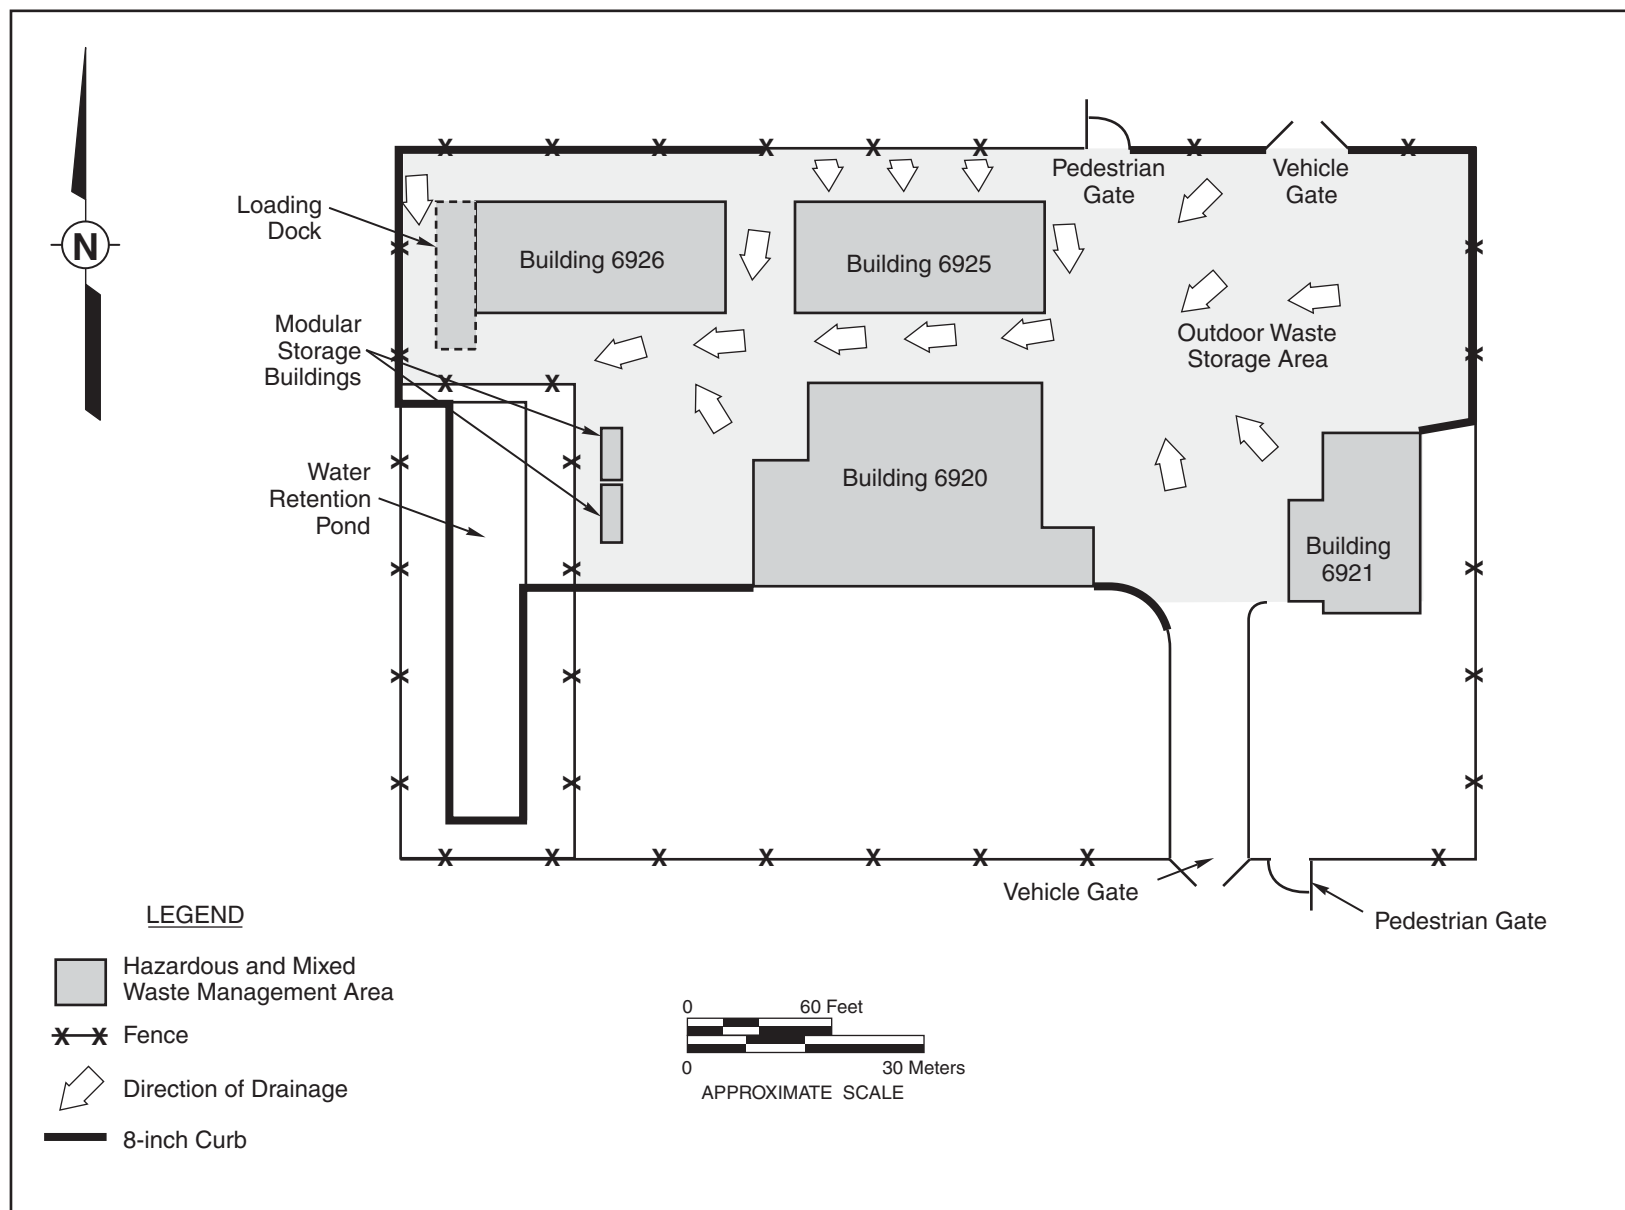 Pedestrian
Gate
Vehicle
Gate
Loading
Dock
N
Building 6926
Building 6925
Modular
Storage
Buildings
Outdoor Waste
Storage Area
Water
Retention
Pond
Building 6920
Building
6921
Vehicle Gate
Pedestrian Gate
LEGEND
Hazardous and Mixed
Waste Management Area
Fence
Direction of Drainage
8-inch Curb
0 60 Feet
0 30 Meters
APPROXIMATE SCALE